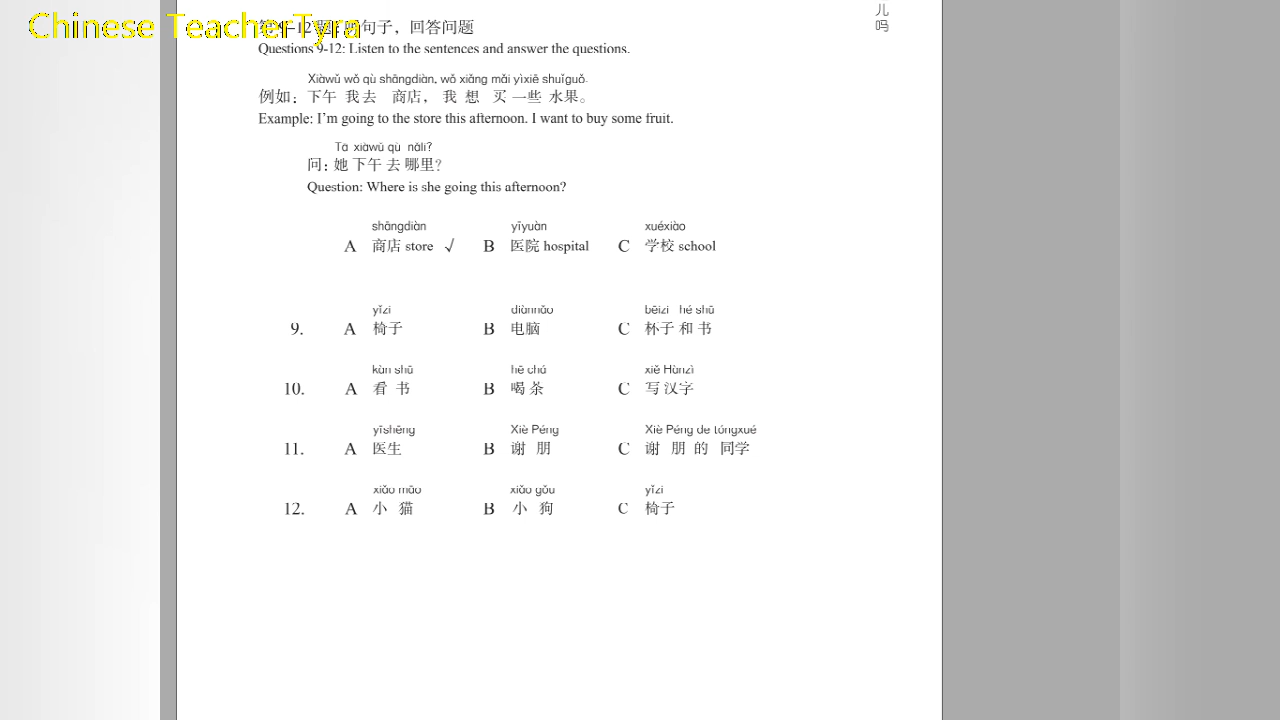 Chinese TeacherTyra
句子，回答问题
儿
吗
Questions 9-12: Listen to the sentences and answer the questions.
Xiàwǔ wǒ qù shāngdiàn, wǒ xiǎng mǎi yìxiē shuǐguǒ.
例如：下午 我去 商店， 我 想 买 一些 水果。
Example: I’m going to the store this afternoon. I want to buy some fruit.
Tā xiàwǔ qù nǎli?
问：她 下午 去 哪里？
Question: Where is she going this afternoon?
shāngdiàn yīyuàn xuéxiào
A 商店 store √ B 医院 hospital C 学校 school
yǐzi diànnǎo bēizi hé shū
9. A 椅子 B 电脑 C 杯子 和 书
kàn shū hē chá xiě Hànzì
10. A 看 书 B 喝 茶 C 写 汉字
yīshēng Xiè Péng Xiè Péng de tóngxué
11. A 医生 B 谢 朋 C 谢 朋 的 同学
xiǎo māo xiǎo gǒu yǐzi
12. A 小 猫 B 小 狗 C 椅子